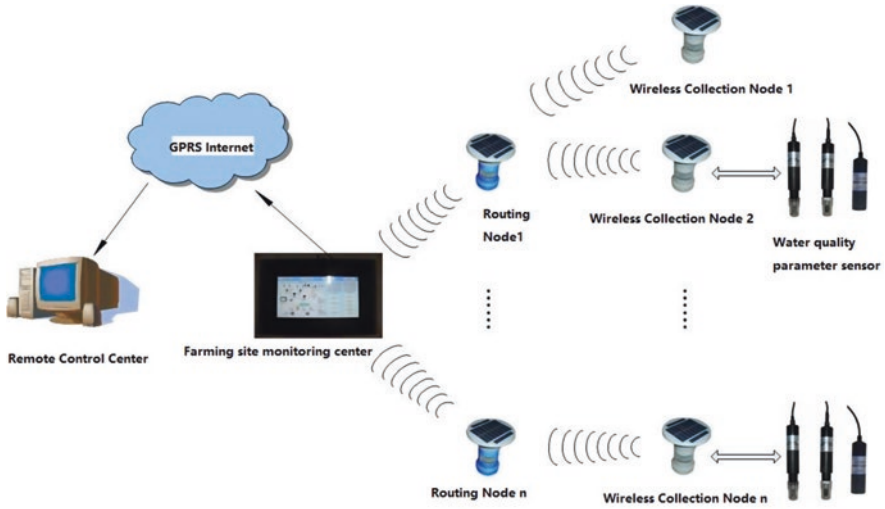 Wireless Collection Node 1
GPRS Internet
Routing
Node1
Wireless Collection Node 2
Water quality
parameter sensor
Farming site monitoring center
Remote Control Center
Routing Node n
Wireless Collection Node n